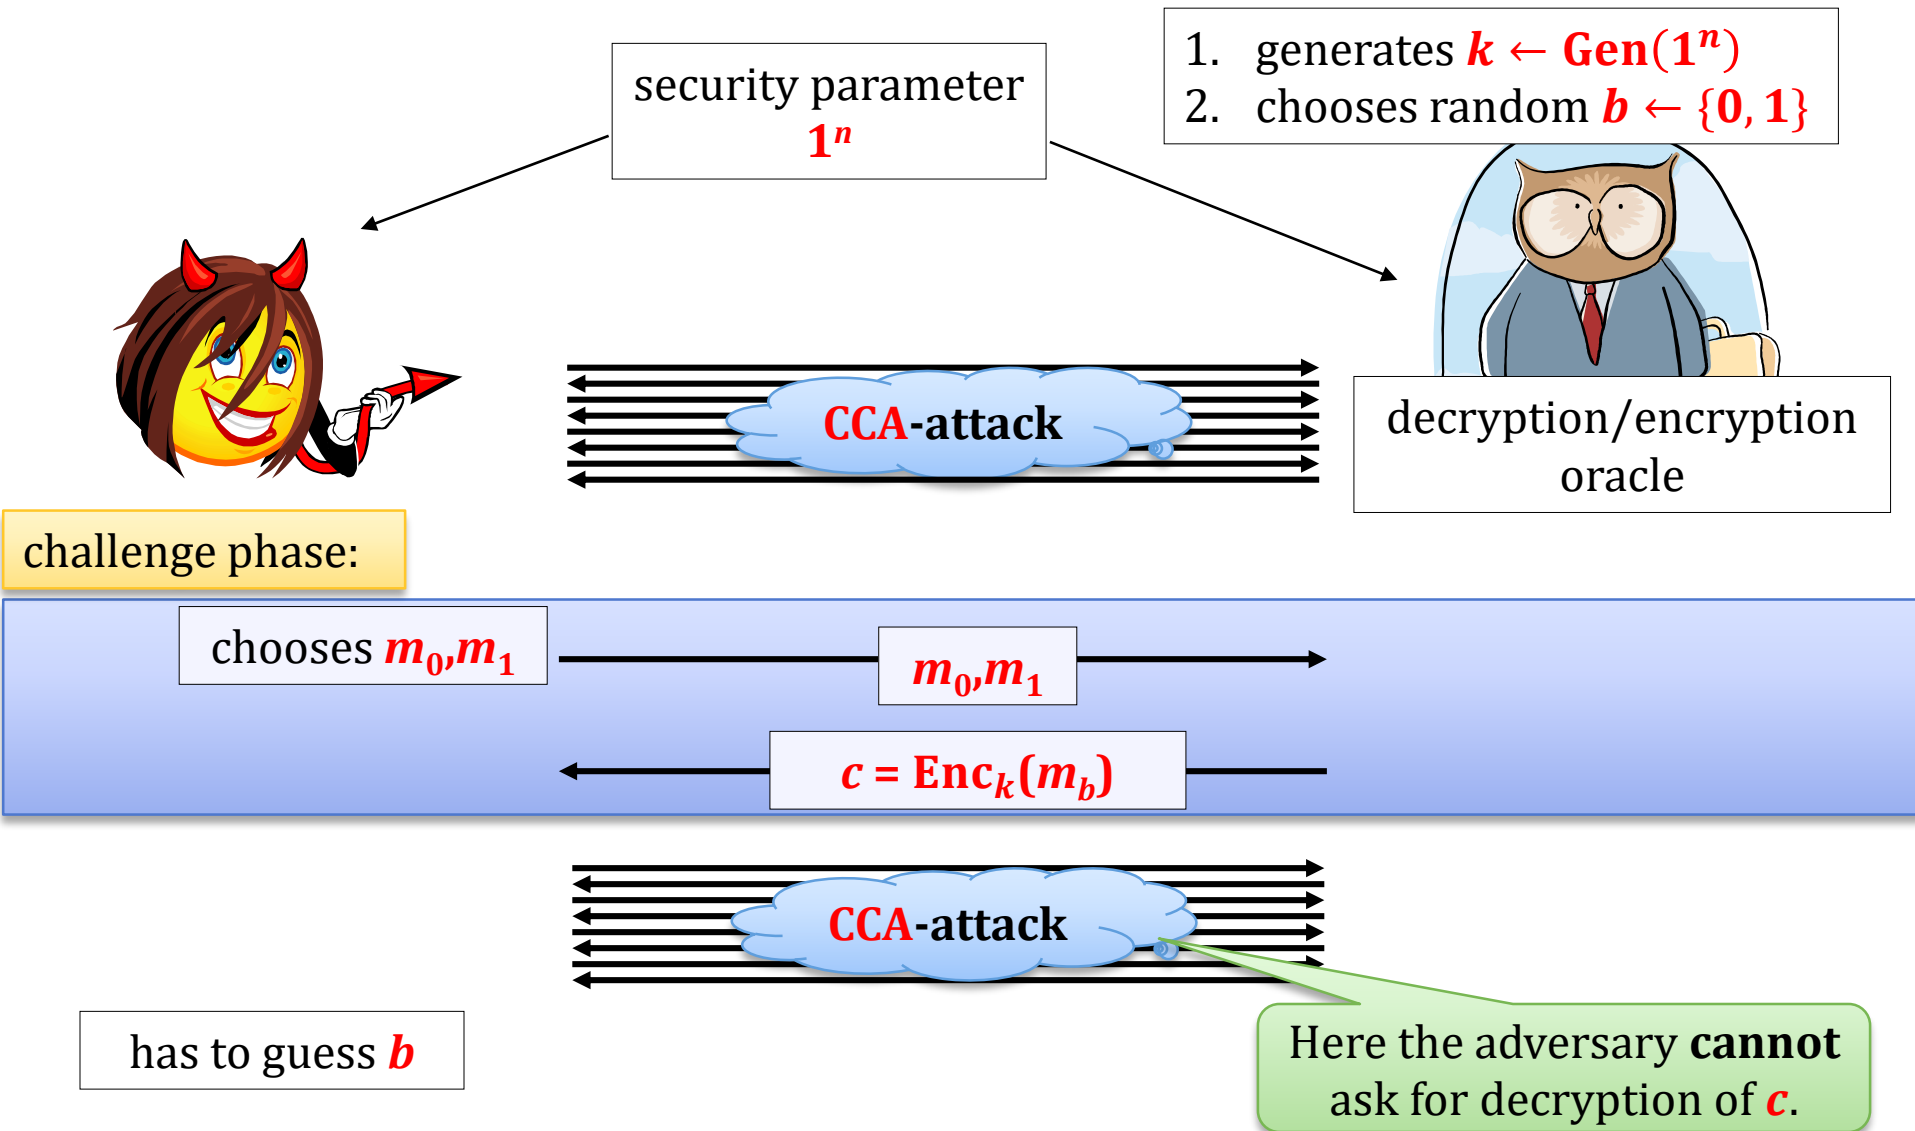 security parameter
1ⁿ
1. generates k ← Gen(1ⁿ)
2. chooses random b ← {0, 1}
CCA-attack
decryption/encryption
oracle
challenge phase:
chooses m₀,m₁
m₀,m₁
c = Encₖ(m_b)
CCA-attack
has to guess b
Here the adversary cannot
ask for decryption of c.